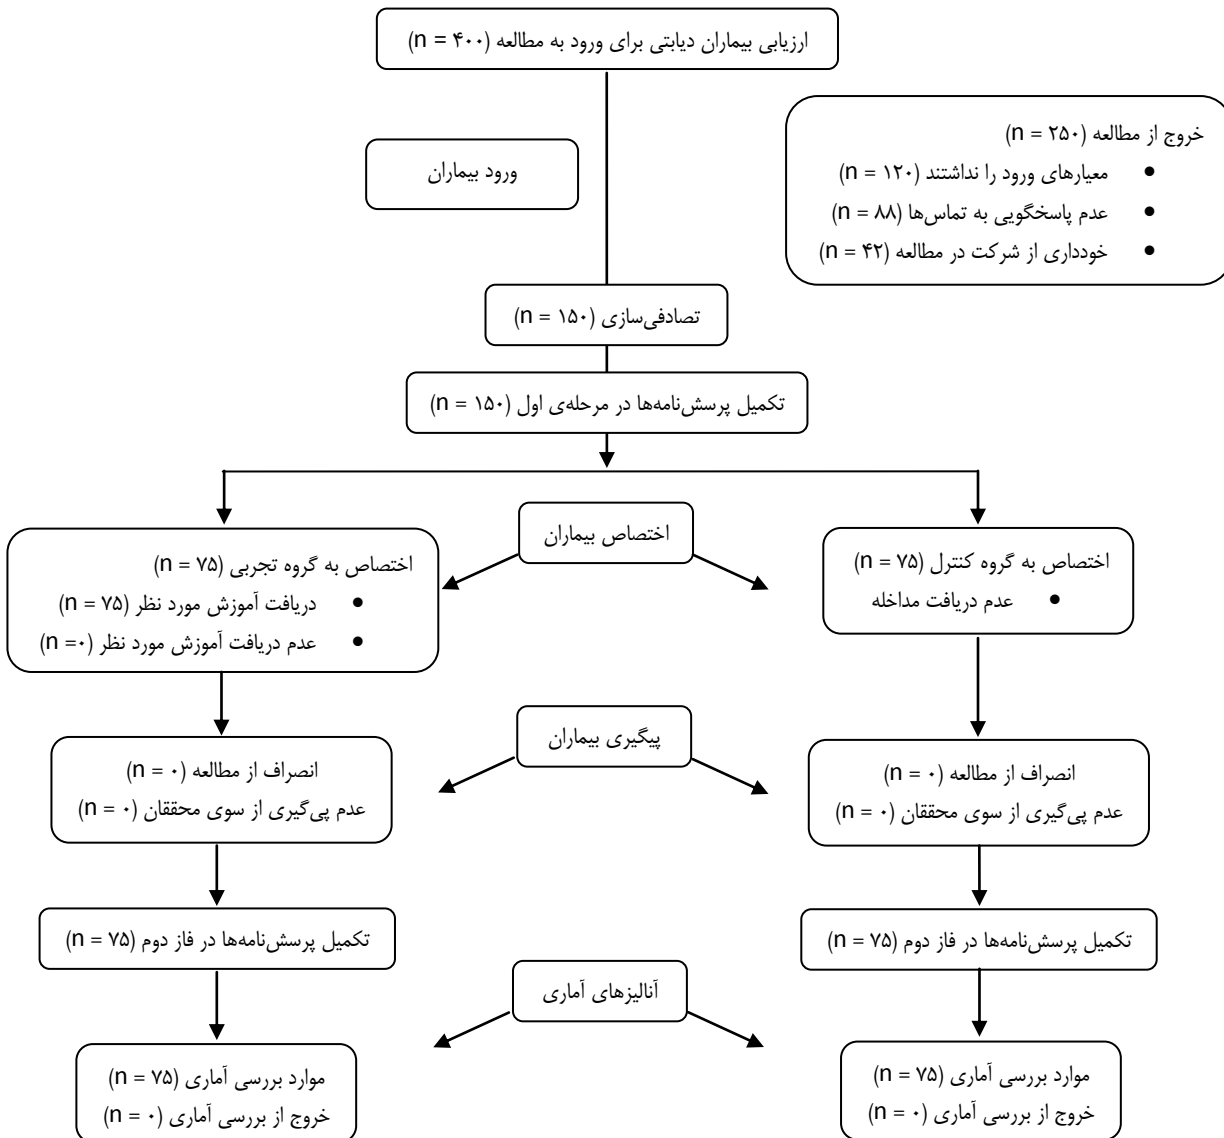 ارزیابی بیماران دیابتی برای ورود به مطالعه (n = ۴۰۰)
خروج از مطالعه (n = ۲۵۰)
• معیارهای ورود را نداشتند (n = ۱۲۰)
• عدم پاسخگویی به تماس‌ها (n = ۸۸)
• خودداری از شرکت در مطالعه (n = ۴۲)
ورود بیماران
تصادفی‌سازی (n = ۱۵۰)
تکمیل پرسش‌نامه‌ها در مرحله‌ی اول (n = ۱۵۰)
اختصاص بیماران
اختصاص به گروه کنترل (n = ۷۵)
• عدم دریافت مداخله
اختصاص به گروه تجربی (n = ۷۵)
• دریافت آموزش مورد نظر (n = ۷۵)
• عدم دریافت آموزش مورد نظر (n =۰)
پیگیری بیماران
انصراف از مطالعه (n = ۰)
عدم پی‌گیری از سوی محققان (n = ۰)
انصراف از مطالعه (n = ۰)
عدم پی‌گیری از سوی محققان (n = ۰)
تکمیل پرسش‌نامه‌ها در فاز دوم (n = ۷۵)
تکمیل پرسش‌نامه‌ها در فاز دوم (n = ۷۵)
آنالیزهای آماری
موارد بررسی آماری (n = ۷۵)
خروج از بررسی آماری (n = ۰)
موارد بررسی آماری (n = ۷۵)
خروج از بررسی آماری (n = ۰)